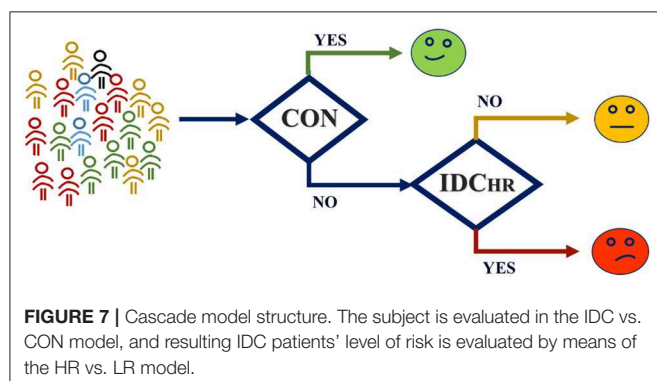 YES
CON
NO
NO
IDCHR
YES
FIGURE 7 | Cascade model structure. The subject is evaluated in the IDC vs.
CON model, and resulting IDC patients' level of risk is evaluated by means of
the HR vs. LR model.